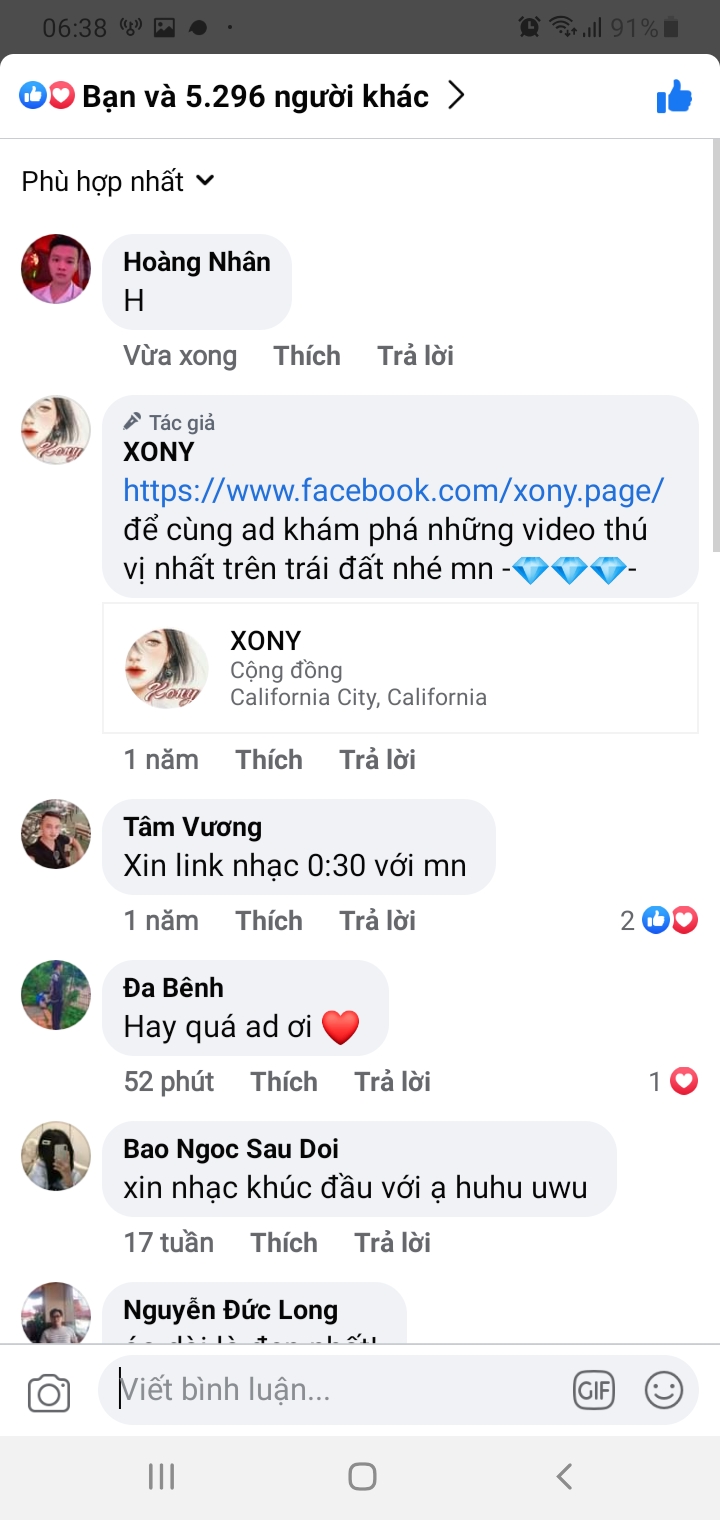 06:38
91%
Bạn và 5.296 người khác
Phù hợp nhất
Hoàng Nhân
H
Vừa xong Thích Trả lời
Tác giả
XONY
https://www.facebook.com/xony.page/
để cùng ad khám phá những video thú
vị nhất trên trái đất nhé mn -💎💎💎-
Xony
XONY
Cộng đồng
California City, California
Xony
1 năm Thích Trả lời
Tâm Vương
Xin link nhạc 0:30 với mn
1 năm Thích Trả lời 2
Đa Bênh
Hay quá ad ơi ❤️
52 phút Thích Trả lời 1
Bao Ngoc Sau Doi
xin nhạc khúc đầu với ạ huhu uwu
17 tuần Thích Trả lời
Nguyễn Đức Long
Viết bình luận...
GIF